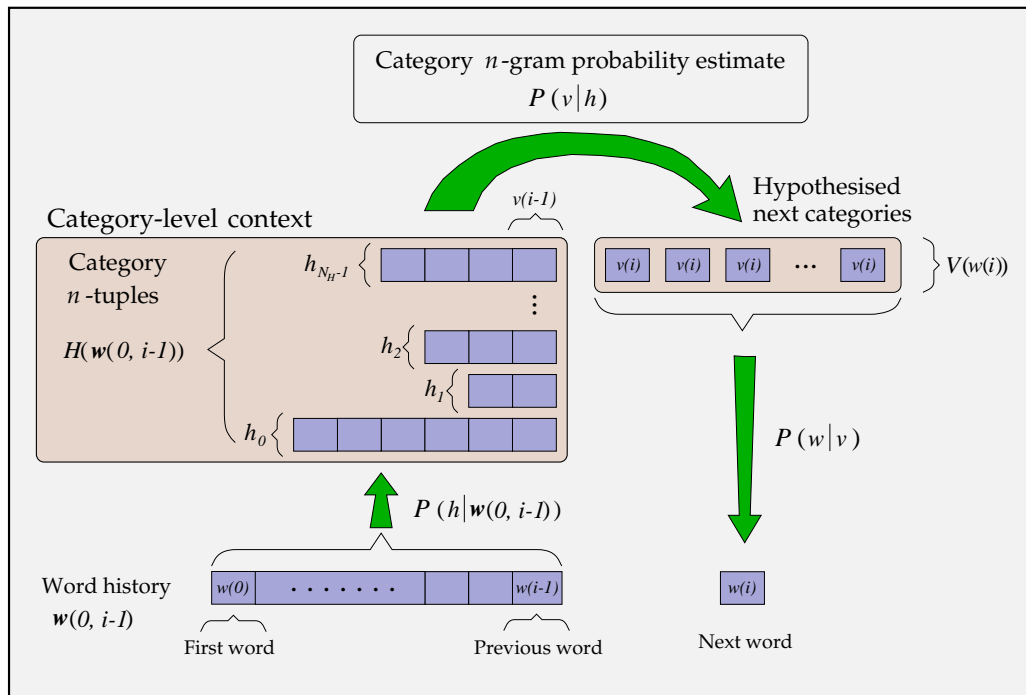 Category n-gram probability estimate
P(v|h)
Hypothesised
next categories
Category-level context
v(i-1)
Category
n-tuples
H(w(0, i-1))
h_{N_H-1}
⋮
h_2
h_1
h_0
v(i) v(i) v(i) ... v(i)
V(w(i))
P(w|v)
P(h|w(0, i-1))
Word history
w(0, i-1)
w(0) ....... w(i-1)
w(i)
First word
Previous word
Next word